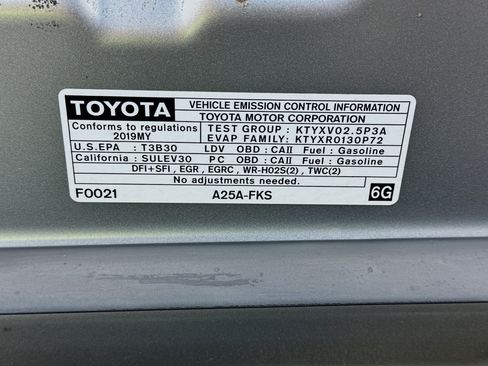 TOYOTA
VEHICLE EMISSION CONTROL INFORMATION
TOYOTA MOTOR CORPORATION
Conforms to regulations
2019MY
TEST GROUP : KTYXV02.5P3A
EVAP FAMILY: KTYXR0130P72
U.S.EPA : T3B30 LDV OBD : CAII Fuel : Gasoline
California : SULEV30 PC OBD : CAII Fuel : Gasoline
DFI+SFI , EGR , EGRC , WR-HO2S(2) , TWC(2)
No adjustments needed.
F0021 A25A-FKS 6G